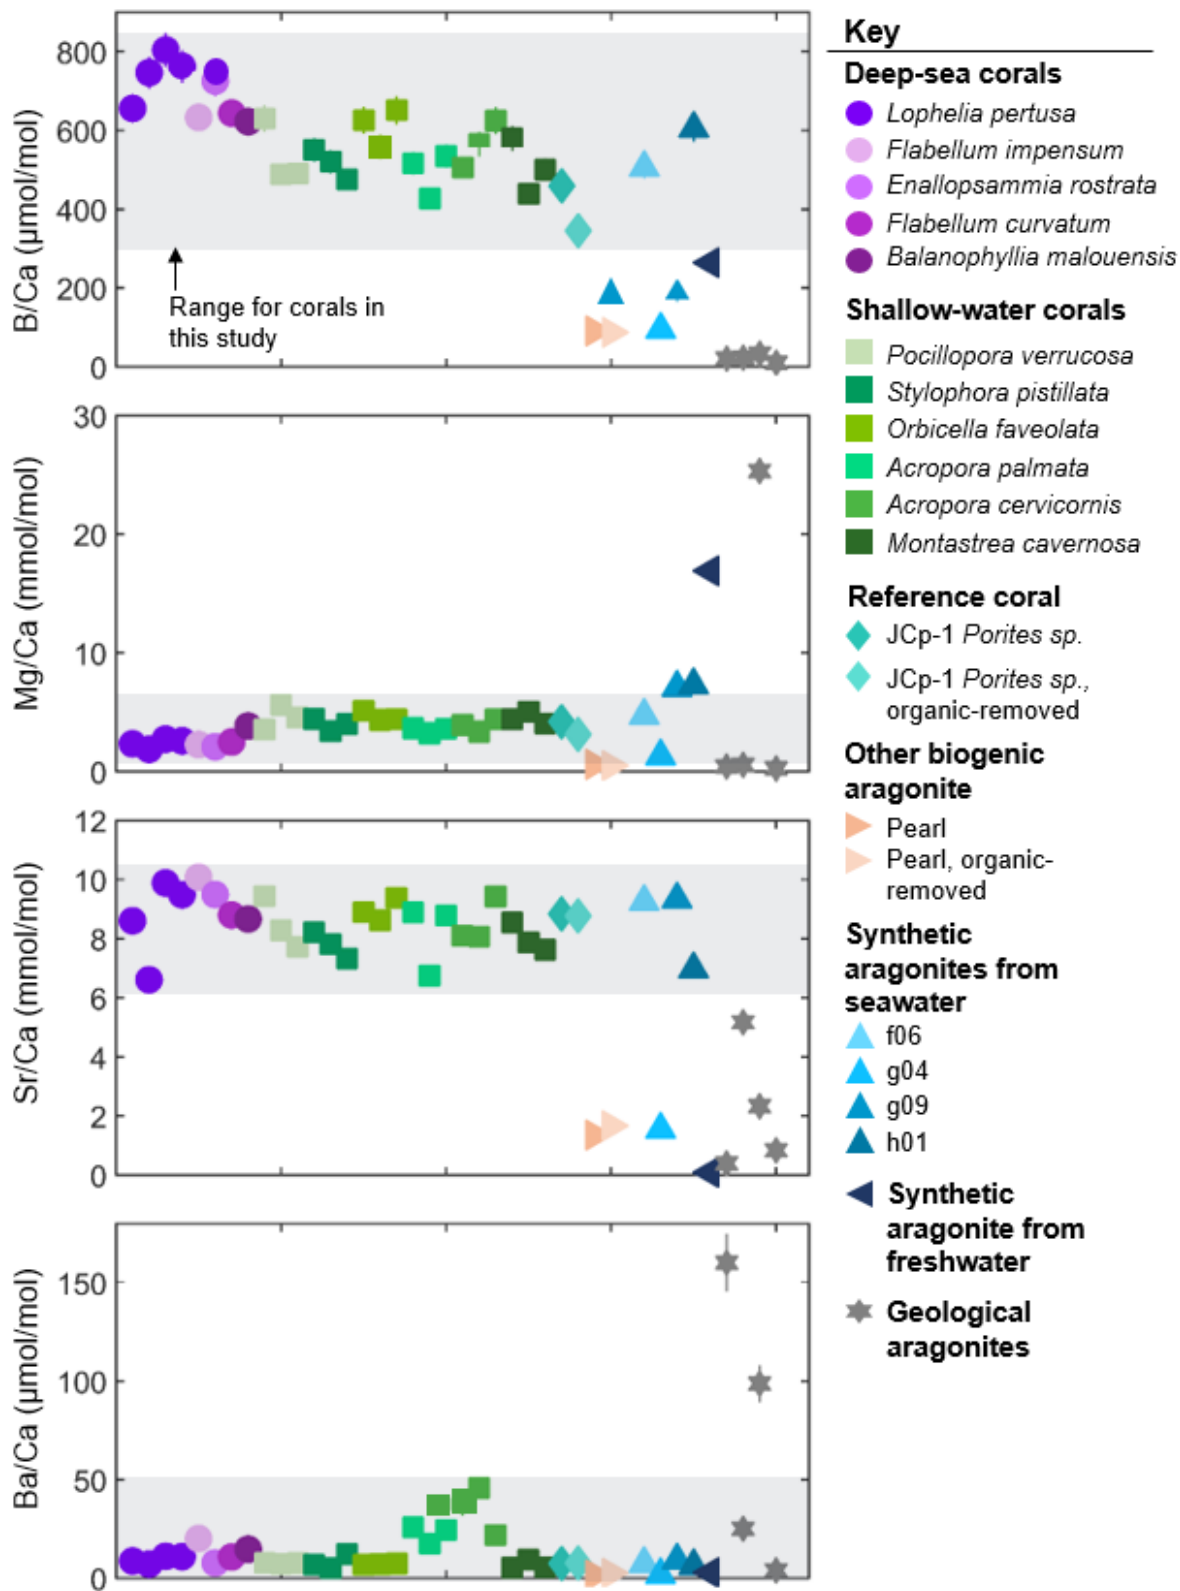 B/Ca (µmol/mol)
800
600
400
200
0
Range for corals in
this study
Mg/Ca (mmol/mol)
30
20
10
0
Sr/Ca (mmol/mol)
12
10
8
6
4
2
0
Ba/Ca (µmol/mol)
150
100
50
0
Key
Deep-sea corals
Lophelia pertusa
Flabellum impensum
Enallopsammia rostrata
Flabellum curvatum
Balanophyllia malouensis
Shallow-water corals
Pocillopora verrucosa
Stylophora pistillata
Orbicella faveolata
Acropora palmata
Acropora cervicornis
Montastrea cavernosa
Reference coral
JCp-1 Porites sp.
JCp-1 Porites sp.,
organic-removed
Other biogenic
aragonite
Pearl
Pearl, organic-
removed
Synthetic
aragonites from
seawater
f06
g04
g09
h01
Synthetic
aragonite from
freshwater
Geological
aragonites